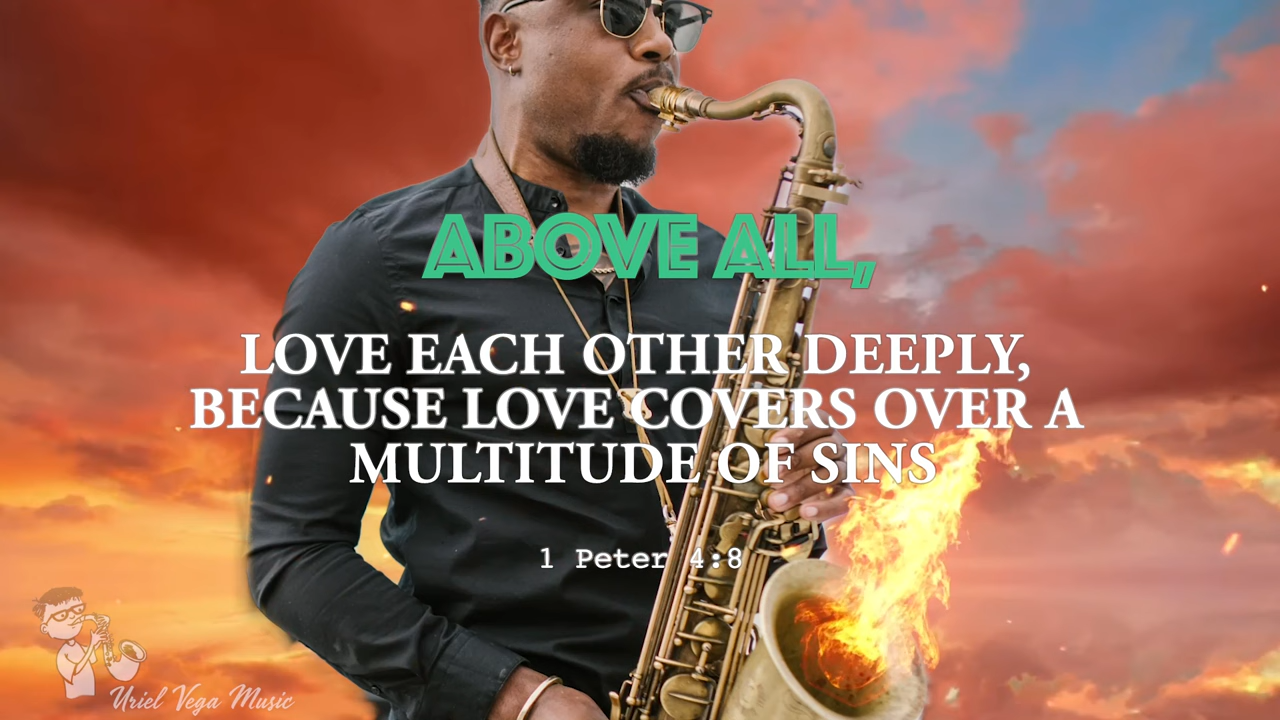 ABOVE ALL,
LOVE EACH OTHER DEEPLY,
BECAUSE LOVE COVERS OVER A
MULTITUDE OF SINS
1 Peter 4:8
Uriel Vega Music